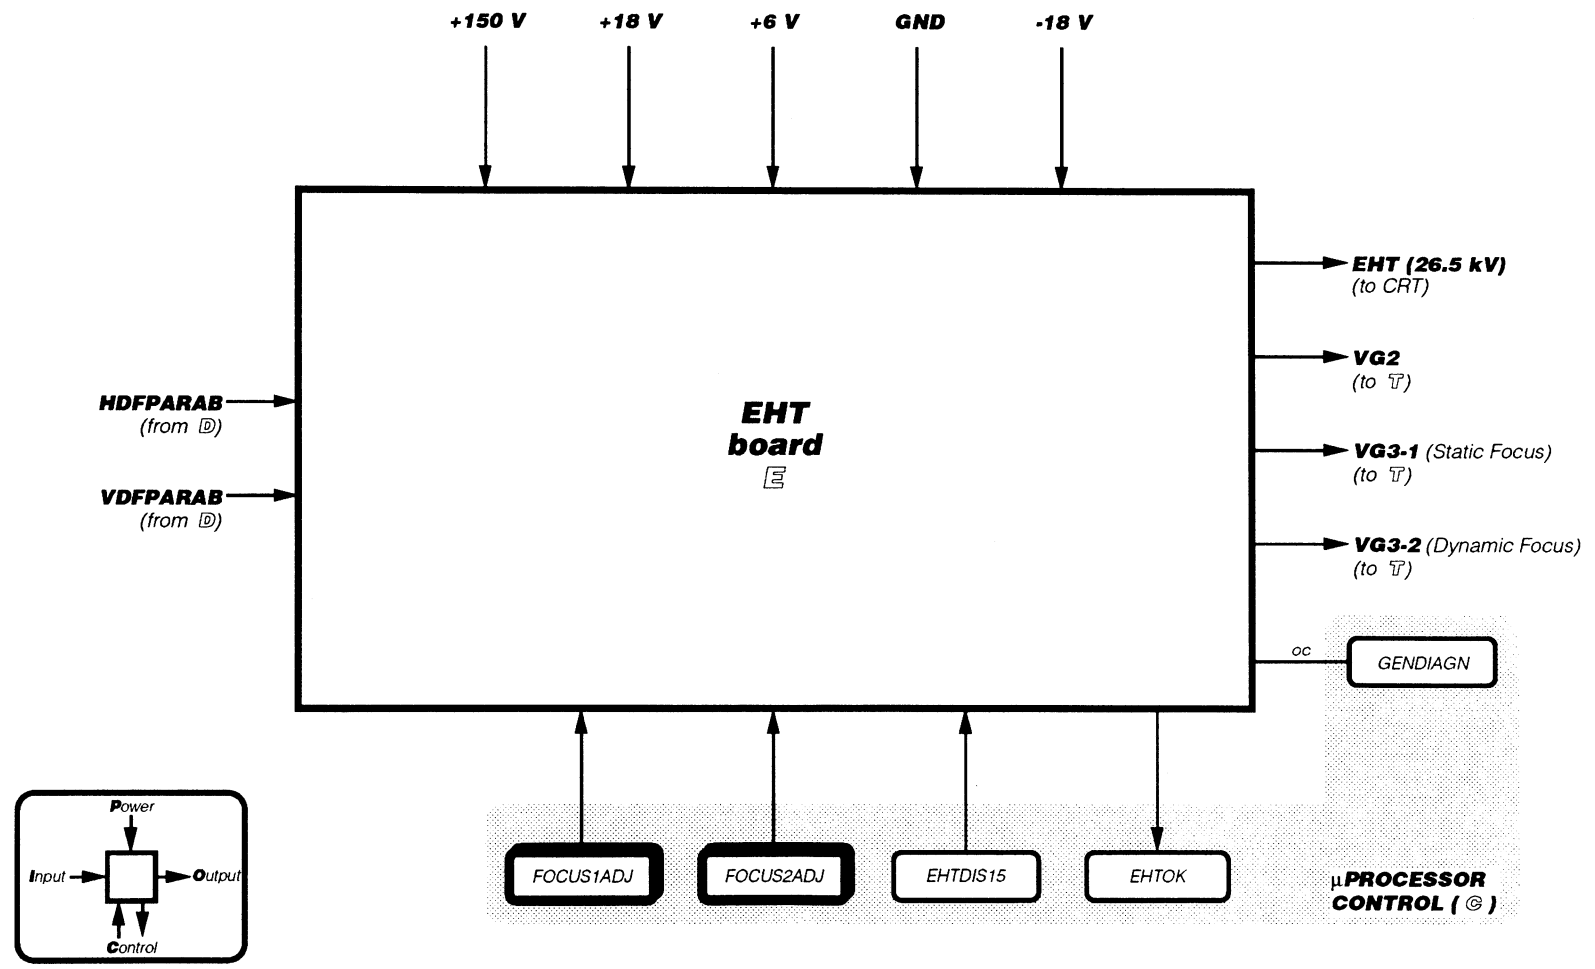 +150 V +18 V +6 V GND -18 V
EHT (26.5 kV)
(to CRT)
VG2
(to T)
HDFPARAB
(from D)
EHT
board
E
VG3-1 (Static Focus)
(to T)
VDFPARAB
(from D)
VG3-2 (Dynamic Focus)
(to T)
OC
GENDIAGN
Power
Input
Output
Control
FOCUS1ADJ
FOCUS2ADJ
EHTDIS15
EHTOK
µPROCESSOR
CONTROL ( C )